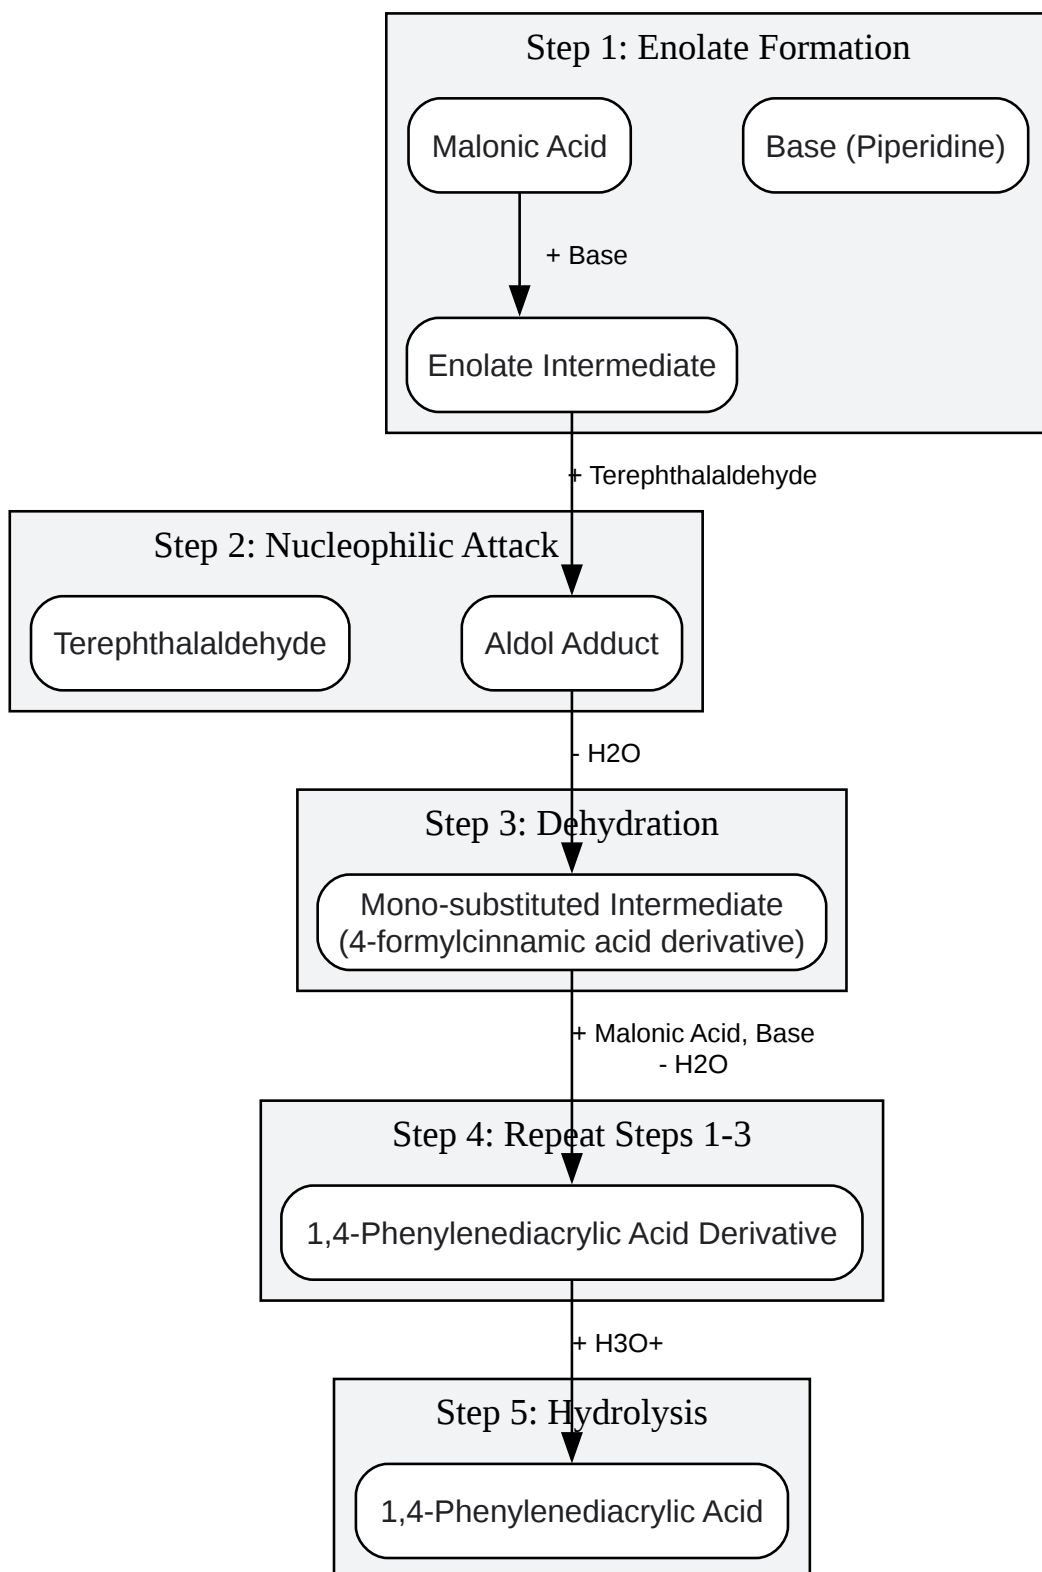 Step 1: Enolate Formation
Malonic Acid
Base (Piperidine)
+ Base
Enolate Intermediate
+ Terephthalaldehyde
Step 2: Nucleophilic Attack
Terephthalaldehyde
Aldol Adduct
- H2O
Step 3: Dehydration
Mono-substituted Intermediate
(4-formylcinnamic acid derivative)
+ Malonic Acid, Base
- H2O
Step 4: Repeat Steps 1-3
1,4-Phenylenediacrylic Acid Derivative
+ H3O+
Step 5: Hydrolysis
1,4-Phenylenediacrylic Acid